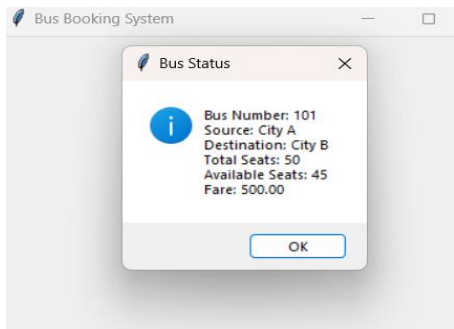 Bus Booking System
Bus Status
Bus Number: 101
Source: City A
Destination: City B
Total Seats: 50
Available Seats: 45
Fare: 500.00
OK